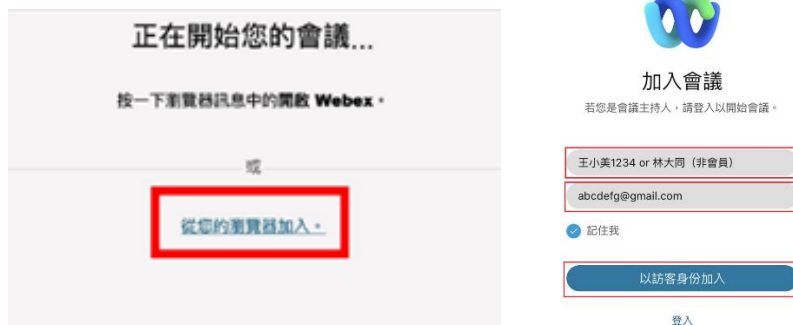 正在開始您的會議...
按一下瀏覽器訊息中的開啟 Webex。
或
從您的瀏覽器加入。
加入會議
若您是會議主持人，請登入以開始會議。
王小美1234 or 林大同（非會員）
abcdefg@gmail.com
記住我
以訪客身份加入
登入